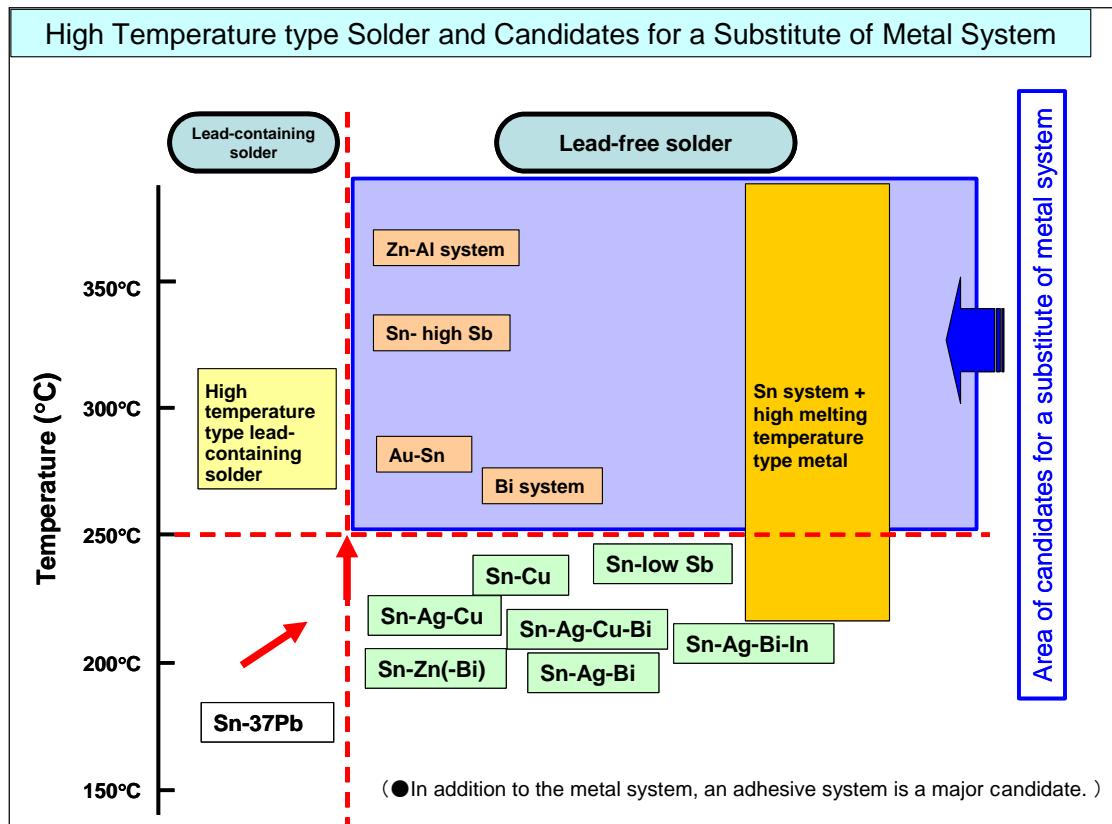 High Temperature type Solder and Candidates for a Substitute of Metal System
Lead-containing
solder
Lead-free solder
Area of candidates for a substitute of metal system
Temperature (°C)
350°C
300°C
250°C
200°C
150°C
Zn-Al system
Sn- high Sb
High
temperature
type lead-
containing
solder
Au-Sn
Bi system
Sn system +
high melting
temperature
type metal
Sn-Cu
Sn-low Sb
Sn-Ag-Cu
Sn-Ag-Cu-Bi
Sn-Ag-Bi-In
Sn-Zn(-Bi)
Sn-Ag-Bi
Sn-37Pb
（●In addition to the metal system, an adhesive system is a major candidate. ）